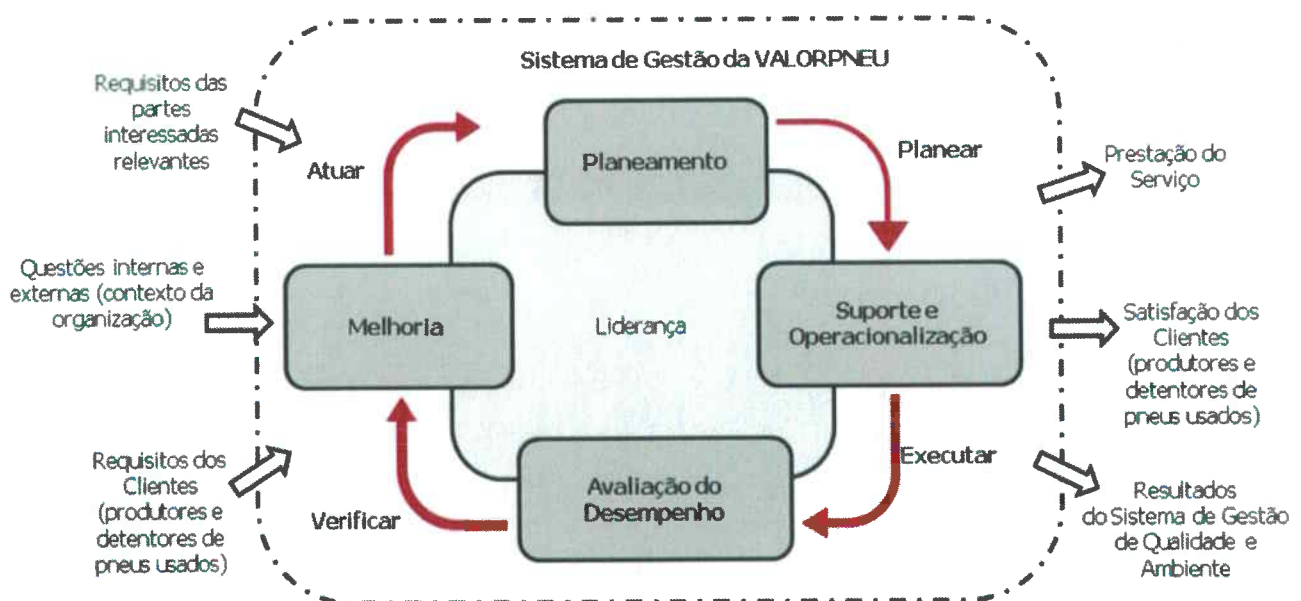 Sistema de Gestão da VALORPNEU
Requisitos das
partes
interessadas
relevantes
Atuar
Planeamento
Planear
Prestação do
Serviço
Questões internas e
externas (contexto da
organização)
Melhoria
Liderança
Suporte e
Operacionalização
Satisfação dos
Clientes
(produtores e
detentores de
pneus usados)
Requisitos dos
Clientes
(produtores e
detentores de
pneus usados)
Verificar
Avaliação do
Desempenho
Executar
Resultados
do Sistema de Gestão
de Qualidade e
Ambiente